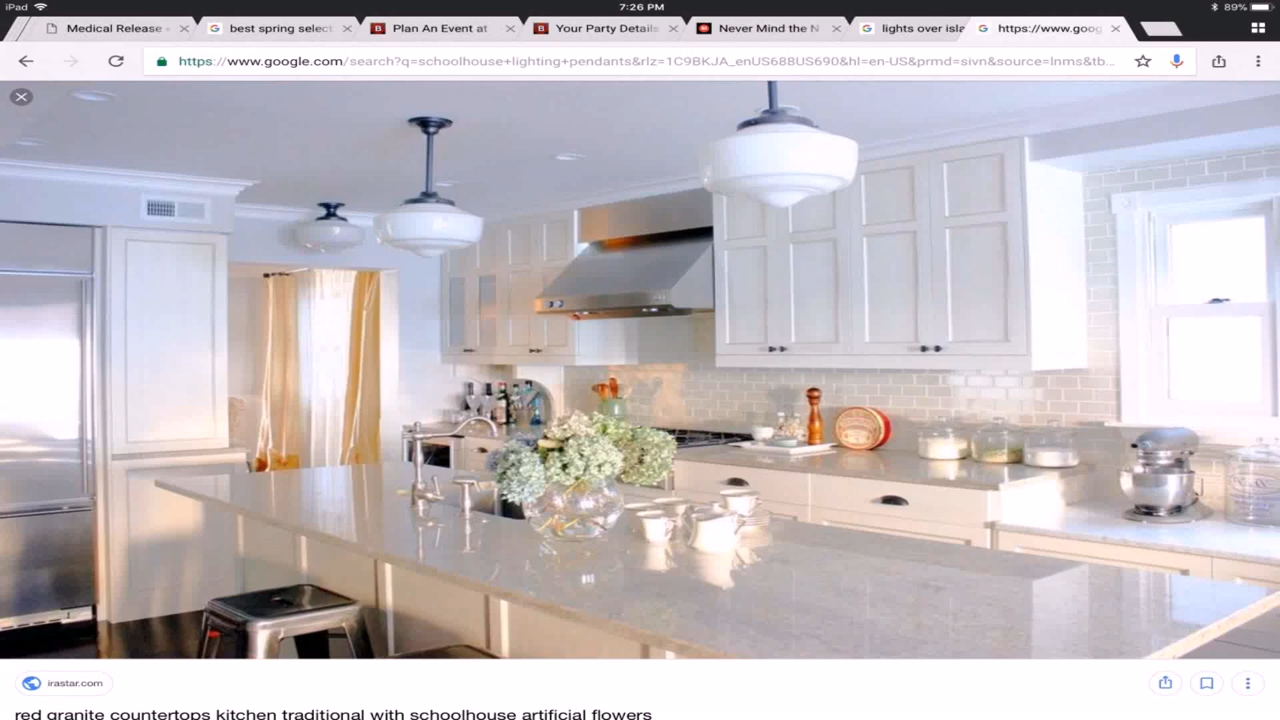 iPad 7:26 PM 89%
Medical Release - best spring select Plan An Event at Your Party Details Never Mind the N lights over isla https://www.goog
https://www.google.com/search?q=schoolhouse+lighting+pendants&rlz=1C9BKJA_enUS688US690&hl=en-US&prmd=sivn&source=lnms&tb...
irastar.com
red granite countertops kitchen traditional with schoolhouse artificial flowers